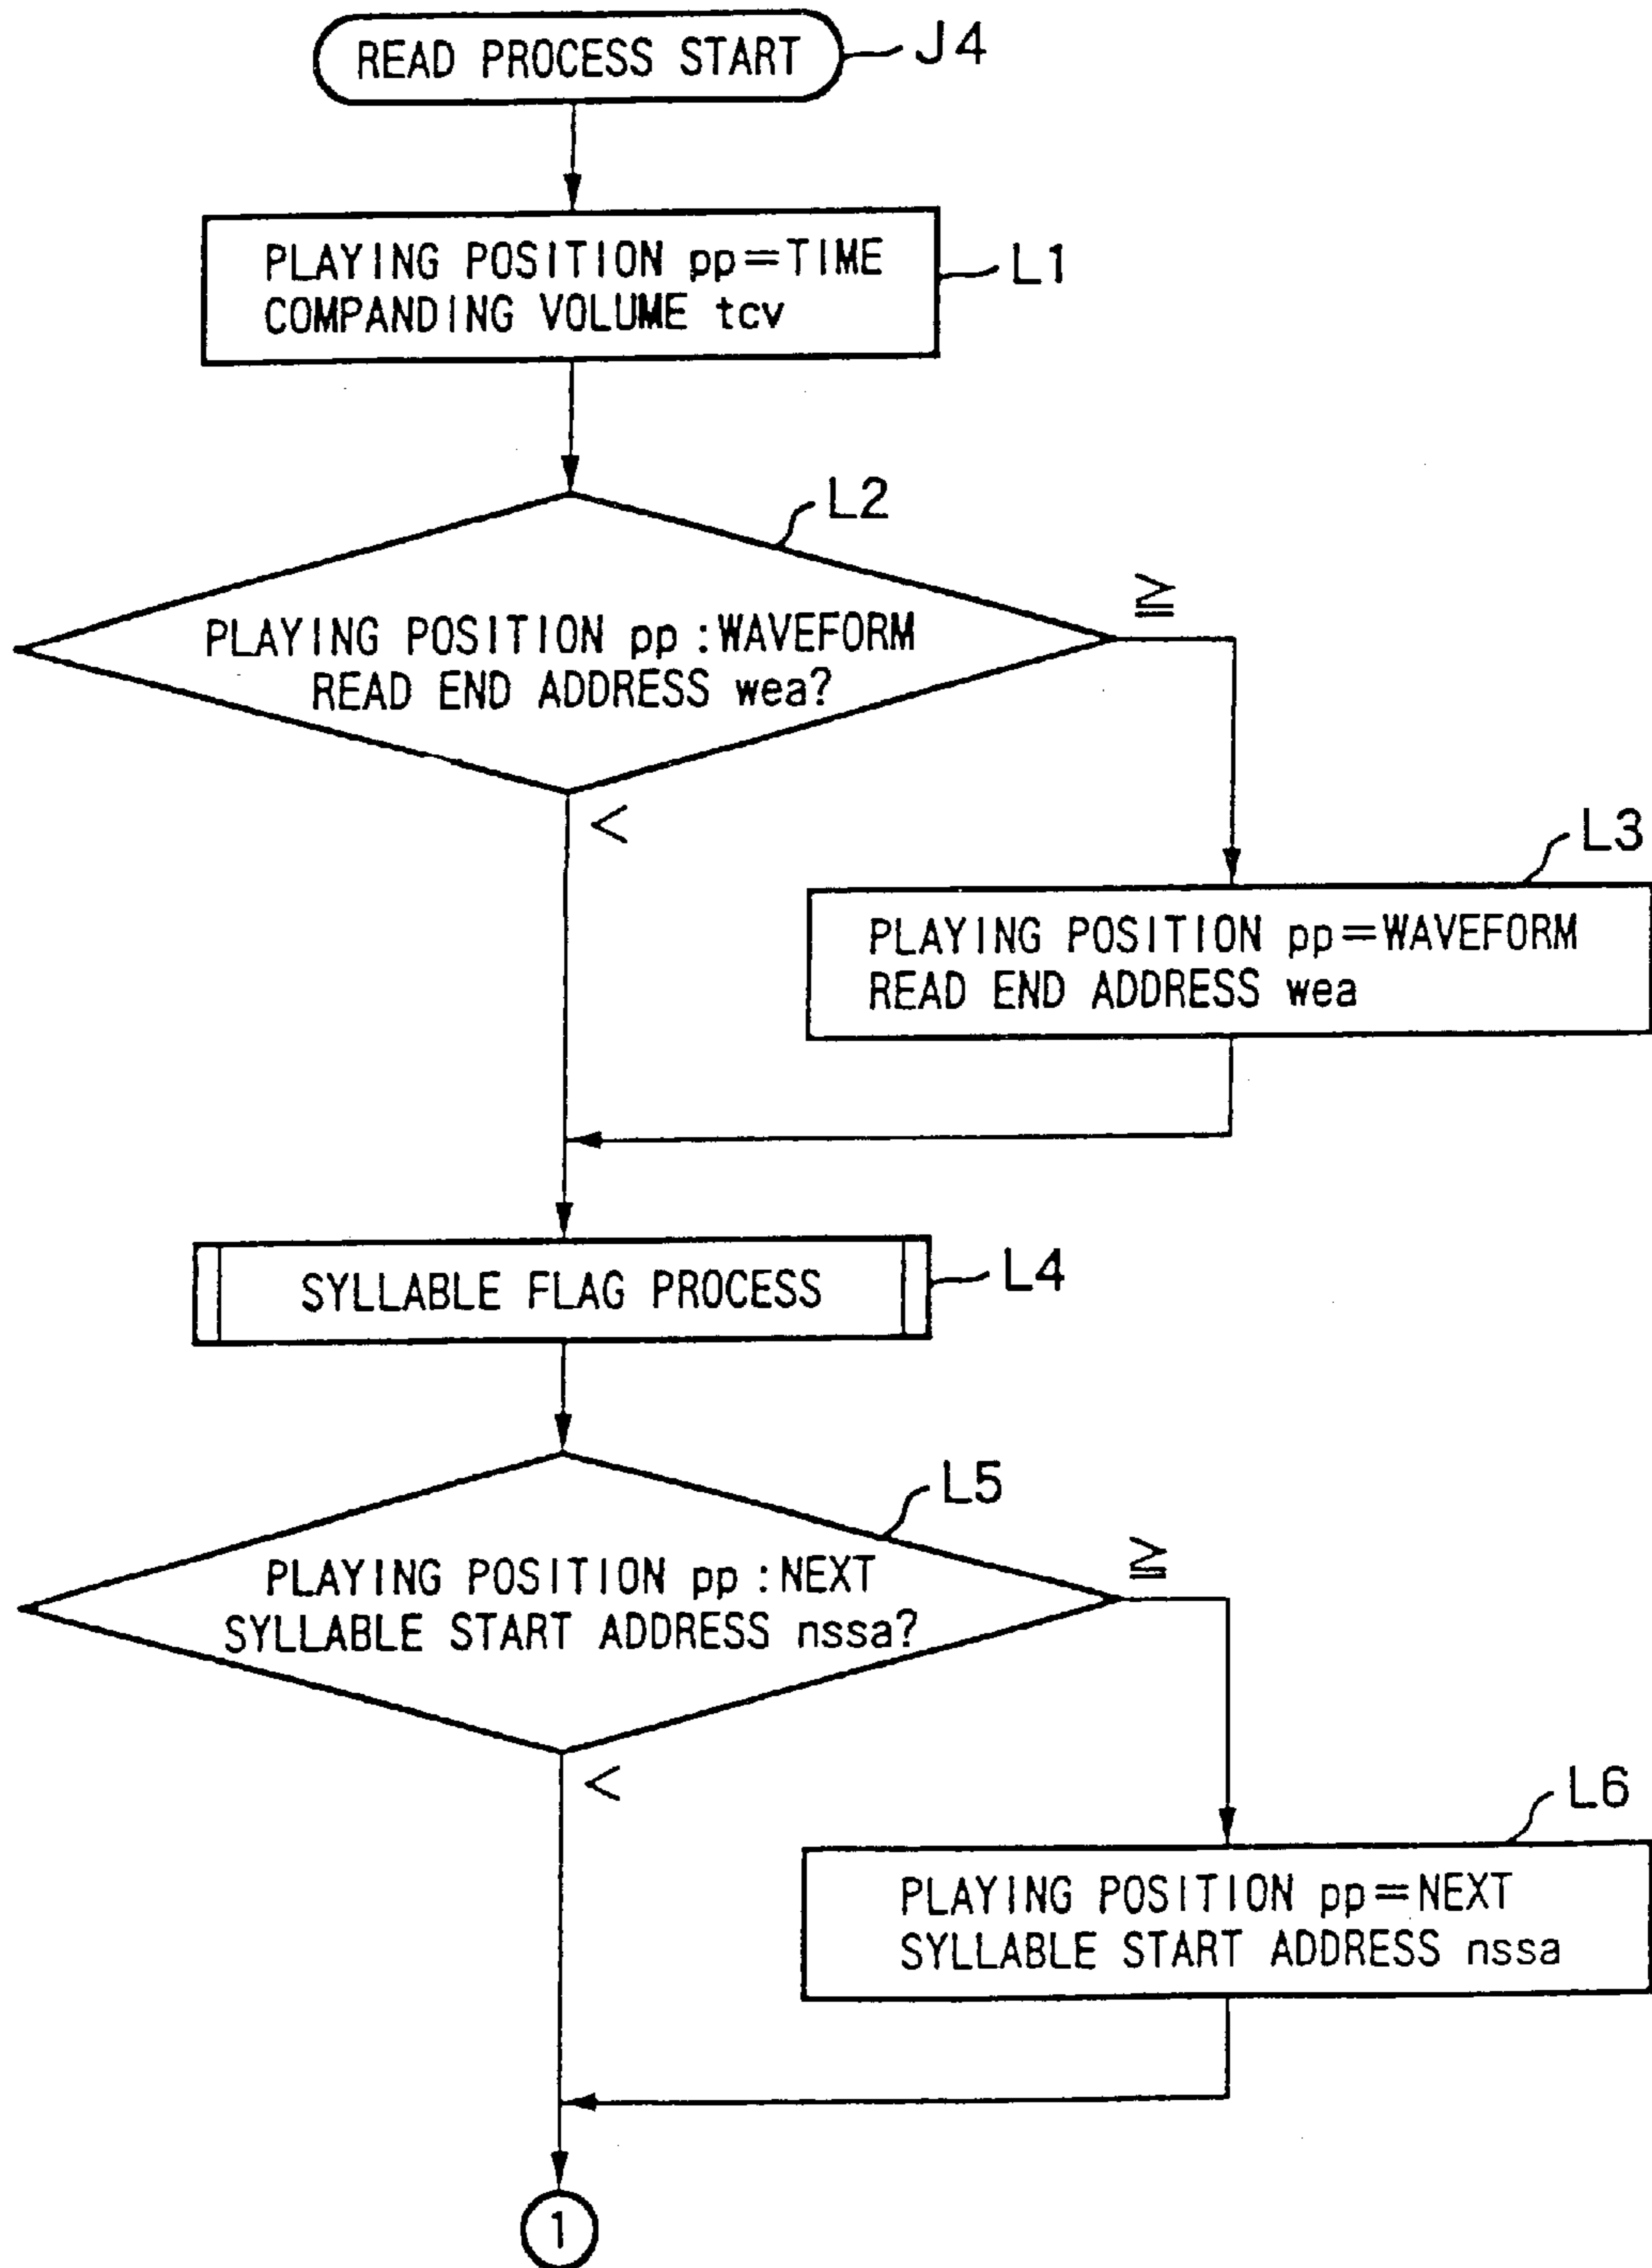 READ PROCESS START
J4
PLAYING POSITION pp=TIME
COMPANDING VOLUME tcv
L1
L2
PLAYING POSITION pp:WAVEFORM
READ END ADDRESS wea?
≧
<
L3
PLAYING POSITION pp=WAVEFORM
READ END ADDRESS wea
SYLLABLE FLAG PROCESS
L4
L5
PLAYING POSITION pp:NEXT
SYLLABLE START ADDRESS nssa?
≧
<
L6
PLAYING POSITION pp=NEXT
SYLLABLE START ADDRESS nssa
1